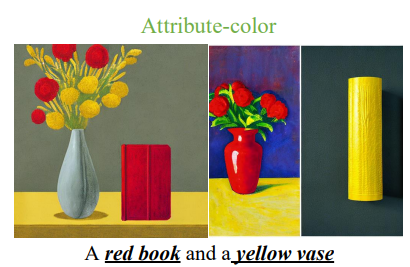 Attribute-color
A red book and a yellow vase